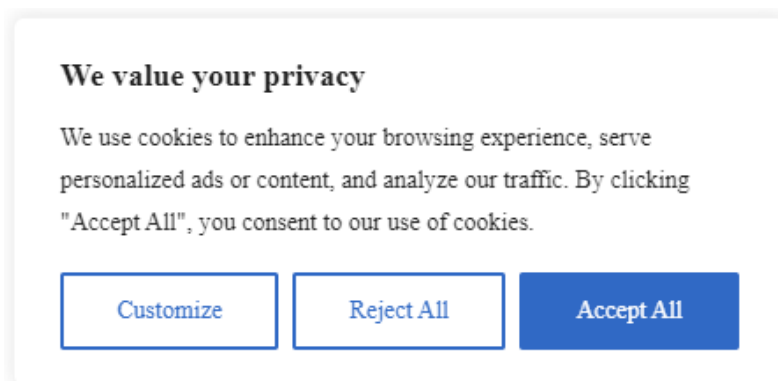 We value your privacy
We use cookies to enhance your browsing experience, serve
personalized ads or content, and analyze our traffic. By clicking
"Accept All", you consent to our use of cookies.
Customize
Reject All
Accept All